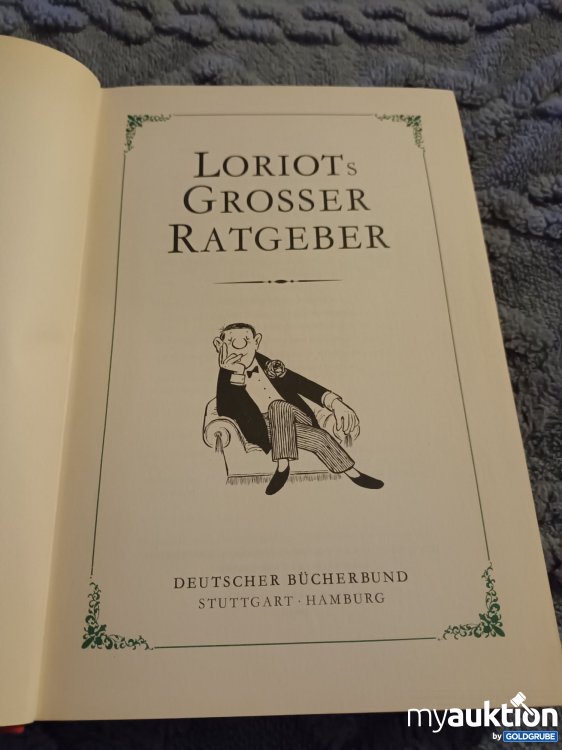 LORIOTS
GROSSER
RATGEBER
DEUTSCHER BÜCHERBUND
STUTTGART · HAMBURG
myauktion
by GOLDGRUBE